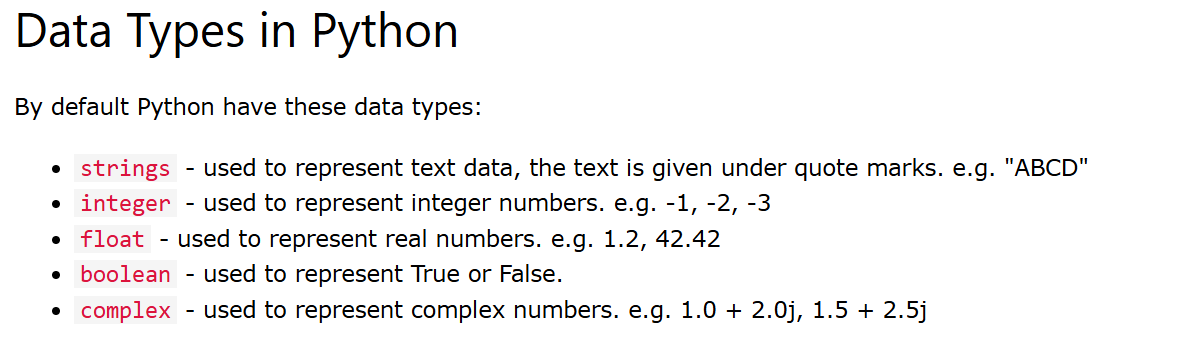 Data Types in Python
By default Python have these data types:
• strings - used to represent text data, the text is given under quote marks. e.g. "ABCD"
• integer - used to represent integer numbers. e.g. -1, -2, -3
• float - used to represent real numbers. e.g. 1.2, 42.42
• boolean - used to represent True or False.
• complex - used to represent complex numbers. e.g. 1.0 + 2.0j, 1.5 + 2.5j